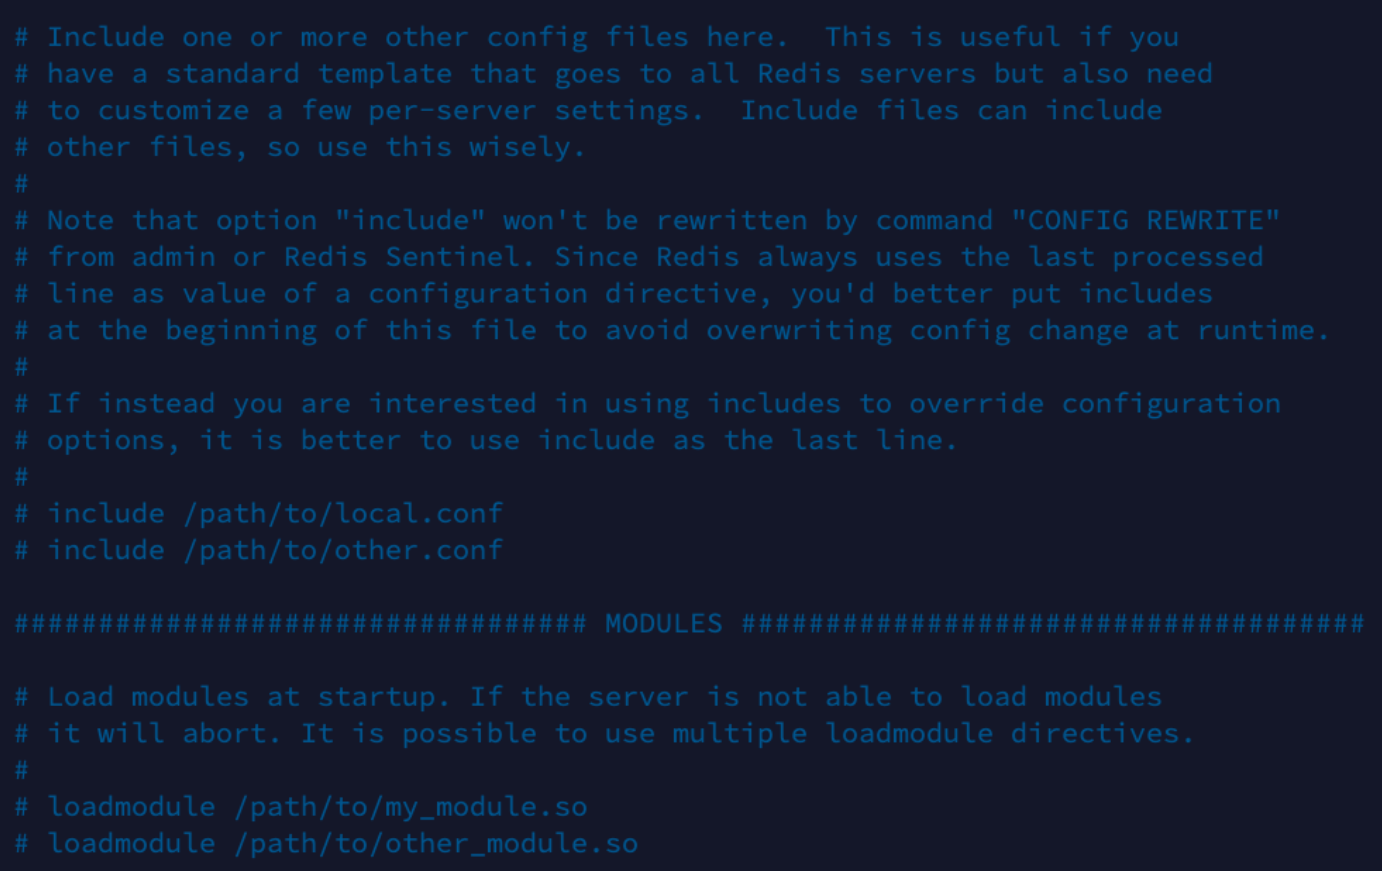 # Include one or more other config files here.  This is useful if you
# have a standard template that goes to all Redis servers but also need
# to customize a few per-server settings.  Include files can include
# other files, so use this wisely.
#
# Note that option "include" won't be rewritten by command "CONFIG REWRITE"
# from admin or Redis Sentinel. Since Redis always uses the last processed
# line as value of a configuration directive, you'd better put includes
# at the beginning of this file to avoid overwriting config change at runtime.
#
# If instead you are interested in using includes to override configuration
# options, it is better to use include as the last line.
#
# include /path/to/local.conf
# include /path/to/other.conf

################################## MODULES #####################################

# Load modules at startup. If the server is not able to load modules
# it will abort. It is possible to use multiple loadmodule directives.
#
# loadmodule /path/to/my_module.so
# loadmodule /path/to/other_module.so